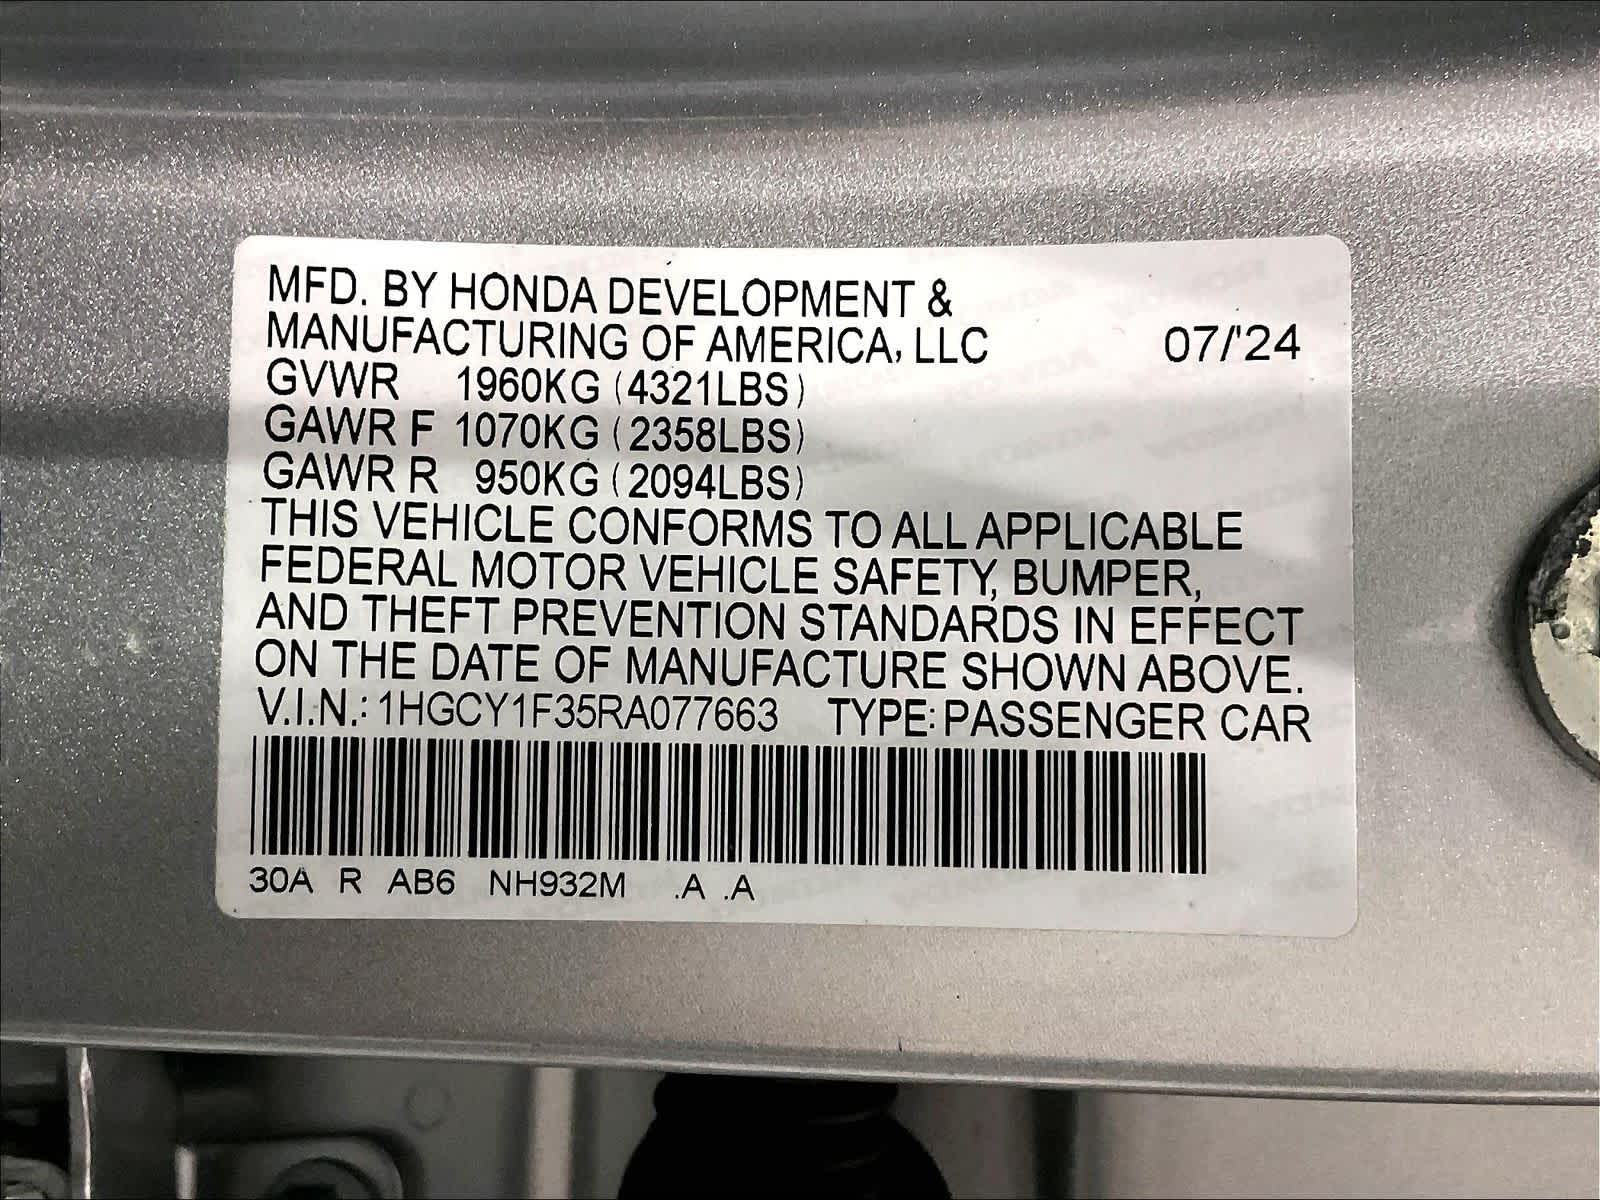 MFD. BY HONDA DEVELOPMENT &
MANUFACTURING OF AMERICA, LLC 07/'24
GVWR 1960KG (4321LBS)
GAWR F 1070KG (2358LBS)
GAWR R 950KG (2094LBS)
THIS VEHICLE CONFORMS TO ALL APPLICABLE
FEDERAL MOTOR VEHICLE SAFETY, BUMPER,
AND THEFT PREVENTION STANDARDS IN EFFECT
ON THE DATE OF MANUFACTURE SHOWN ABOVE.
V.I.N.: 1HGCY1F35RA077663 TYPE: PASSENGER CAR
30A R AB6 NH932M .A .A